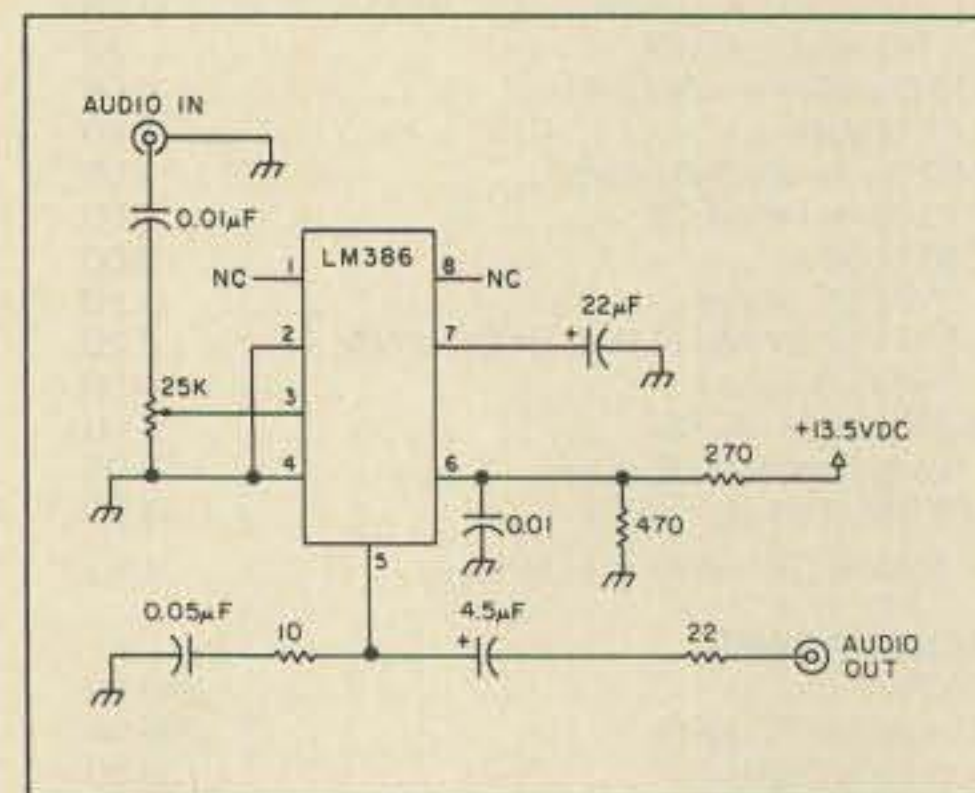 AUDIO IN
0.01µF
LM386
NC 1
8 NC
22µF
+
2
7
25K
3
+13.5VDC
270
4
6
0.01
470
5
0.05µF
10
4.5µF
+
22
AUDIO
OUT